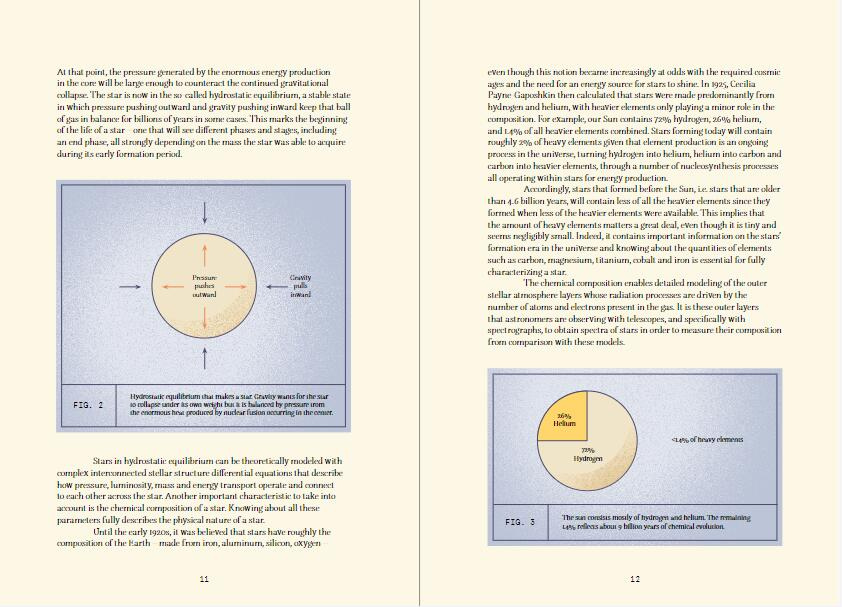 At that point, the pressure generated by the enormous energy production
in the core will be large enough to counteract the continued gravitational
collapse. The star is now in the so-called hydrostatic equilibrium, a stable state
in which pressure pushing outward and gravity pushing inward keep that ball
of gas in balance for billions of years in some cases. This marks the beginning
of the life of a star—one that will see different phases and stages, including
an end phase, all strongly depending on the mass the star was able to acquire
during its early formation period.
Pressure
pushes
outward
Gravity
pulls
inward
FIG. 2
Hydrostatic equilibrium that makes a star. Gravity wants for the star
to collapse under its own weight but it is balanced by pressure from
the enormous heat produced by nuclear fusion occurring in the center.
Stars in hydrostatic equilibrium can be theoretically modeled with
complex interconnected stellar structure differential equations that describe
how pressure, luminosity, mass and energy transport operate and connect
to each other across the star. Another important characteristic to take into
account is the chemical composition of a star. Knowing about all these
parameters fully describes the physical nature of a star.
Until the early 1920s, it was believed that stars have roughly the
composition of the Earth—made from iron, aluminum, silicon, oxygen—
11
even though this notion became increasingly at odds with the required cosmic
ages and the need for an energy source for stars to shine. In 1925, Cecilia
Payne-Gaposhkin then calculated that stars were made predominantly from
hydrogen and helium, with heavier elements only playing a minor role in the
composition. For example, our Sun contains 72% hydrogen, 26% helium,
and 1.4% of all heavier elements combined. Stars forming today will contain
roughly 2% of heavy elements given that element production is an ongoing
process in the universe, turning hydrogen into helium, helium into carbon and
carbon into heavier elements, through a number of nucleosynthesis processes
all operating within stars for energy production.
Accordingly, stars that formed before the Sun, i.e. stars that are older
than 4.6 billion years, will contain less of all the heavier elements since they
formed when less of the heavier elements were available. This implies that
the amount of heavy elements matters a great deal, even though it is tiny and
seems negligibly small. Indeed, it contains important information on the stars'
formation era in the universe and knowing about the quantities of elements
such as carbon, magnesium, titanium, cobalt and iron is essential for fully
characterizing a star.
The chemical composition enables detailed modeling of the outer
stellar atmosphere layers whose radiation processes are driven by the
number of atoms and electrons present in the gas. It is these outer layers
that astronomers are observing with telescopes, and specifically with
spectrographs, to obtain spectra of stars in order to measure their composition
from comparison with these models.
26%
Helium
72%
Hydrogen
<1.4% of heavy elements
FIG. 3
The sun consists mostly of hydrogen and helium. The remaining
1.4% reflects about 9 billion years of chemical evolution.
12